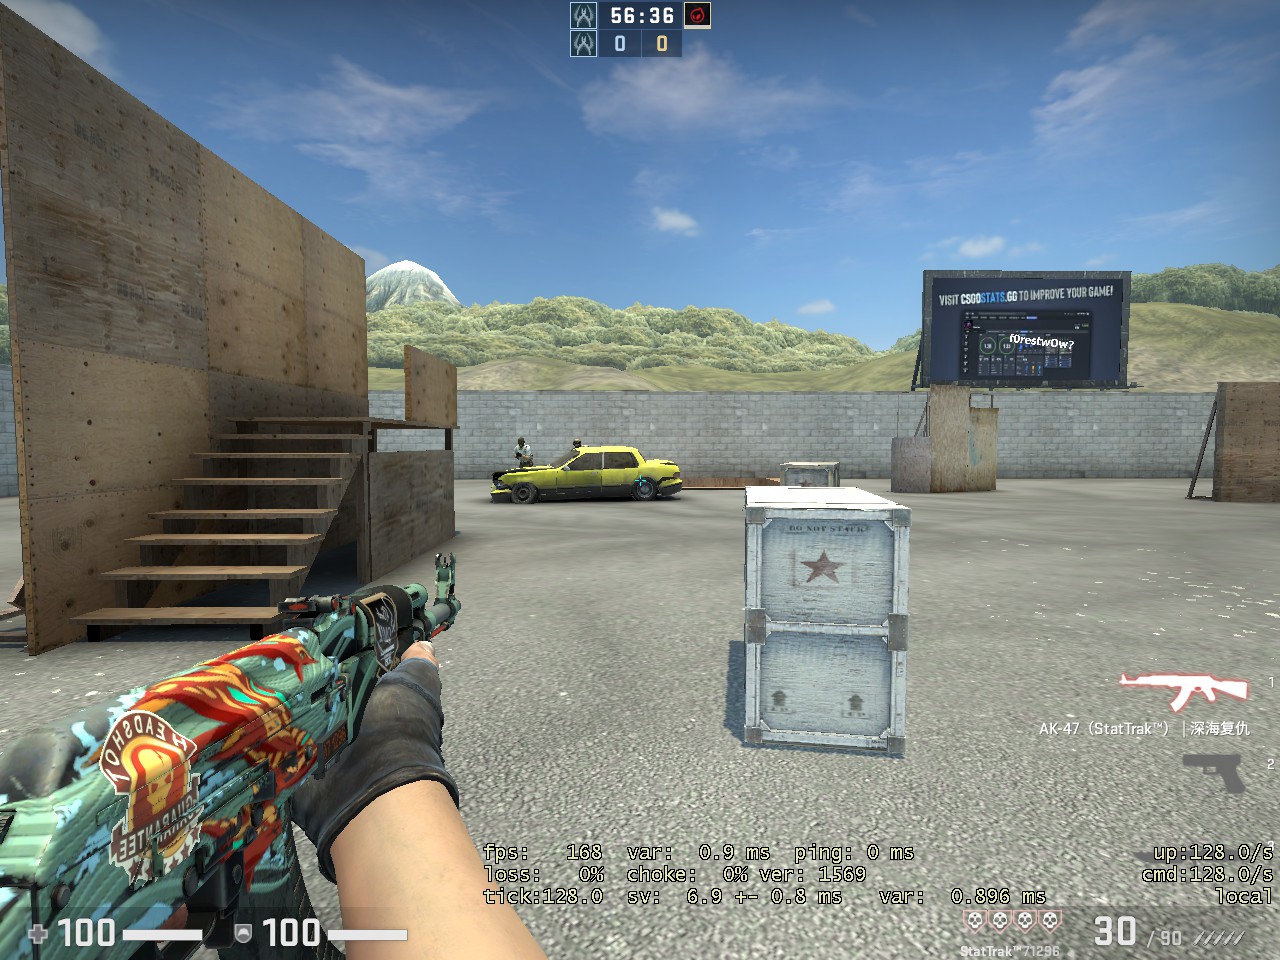 56:36
0 0
VISIT CSGOSTATS.GG TO IMPROVE YOUR GAME!
f0restw0w?
DO NOT STACK
1
AK-47（StatTrak™） | 深海复仇
2
HEADSHOT
GUARANTEE
fps: 168 var: 0.9 ms ping: 0 ms
loss: 0% choke: 0% ver: 1569
tick:128.0 sv: 6.9 +- 0.8 ms var: 0.896 ms
up:128.0/s
cmd:128.0/s
local
100 100
30 / 90
StatTrak™71296